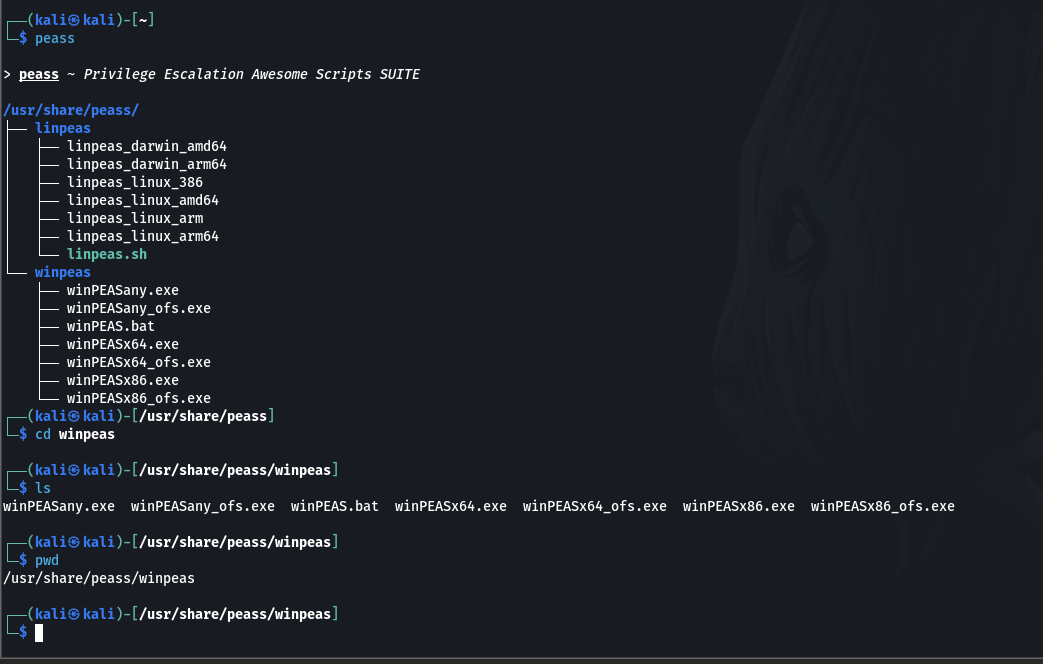 ┌──(kali㉿kali)-[~]
└─$ peass
> peass ~ Privilege Escalation Awesome Scripts SUITE
/usr/share/peass/
├── linpeas
│   ├── linpeas_darwin_amd64
│   ├── linpeas_darwin_arm64
│   ├── linpeas_linux_386
│   ├── linpeas_linux_amd64
│   ├── linpeas_linux_arm
│   ├── linpeas_linux_arm64
│   └── linpeas.sh
└── winpeas
    ├── winPEASany.exe
    ├── winPEASany_ofs.exe
    ├── winPEAS.bat
    ├── winPEASx64.exe
    ├── winPEASx64_ofs.exe
    ├── winPEASx86.exe
    └── winPEASx86_ofs.exe
┌──(kali㉿kali)-[/usr/share/peass]
└─$ cd winpeas
┌──(kali㉿kali)-[/usr/share/peass/winpeas]
└─$ ls
winPEASany.exe  winPEASany_ofs.exe  winPEAS.bat  winPEASx64.exe  winPEASx64_ofs.exe  winPEASx86.exe  winPEASx86_ofs.exe
┌──(kali㉿kali)-[/usr/share/peass/winpeas]
└─$ pwd
/usr/share/peass/winpeas
┌──(kali㉿kali)-[/usr/share/peass/winpeas]
└─$